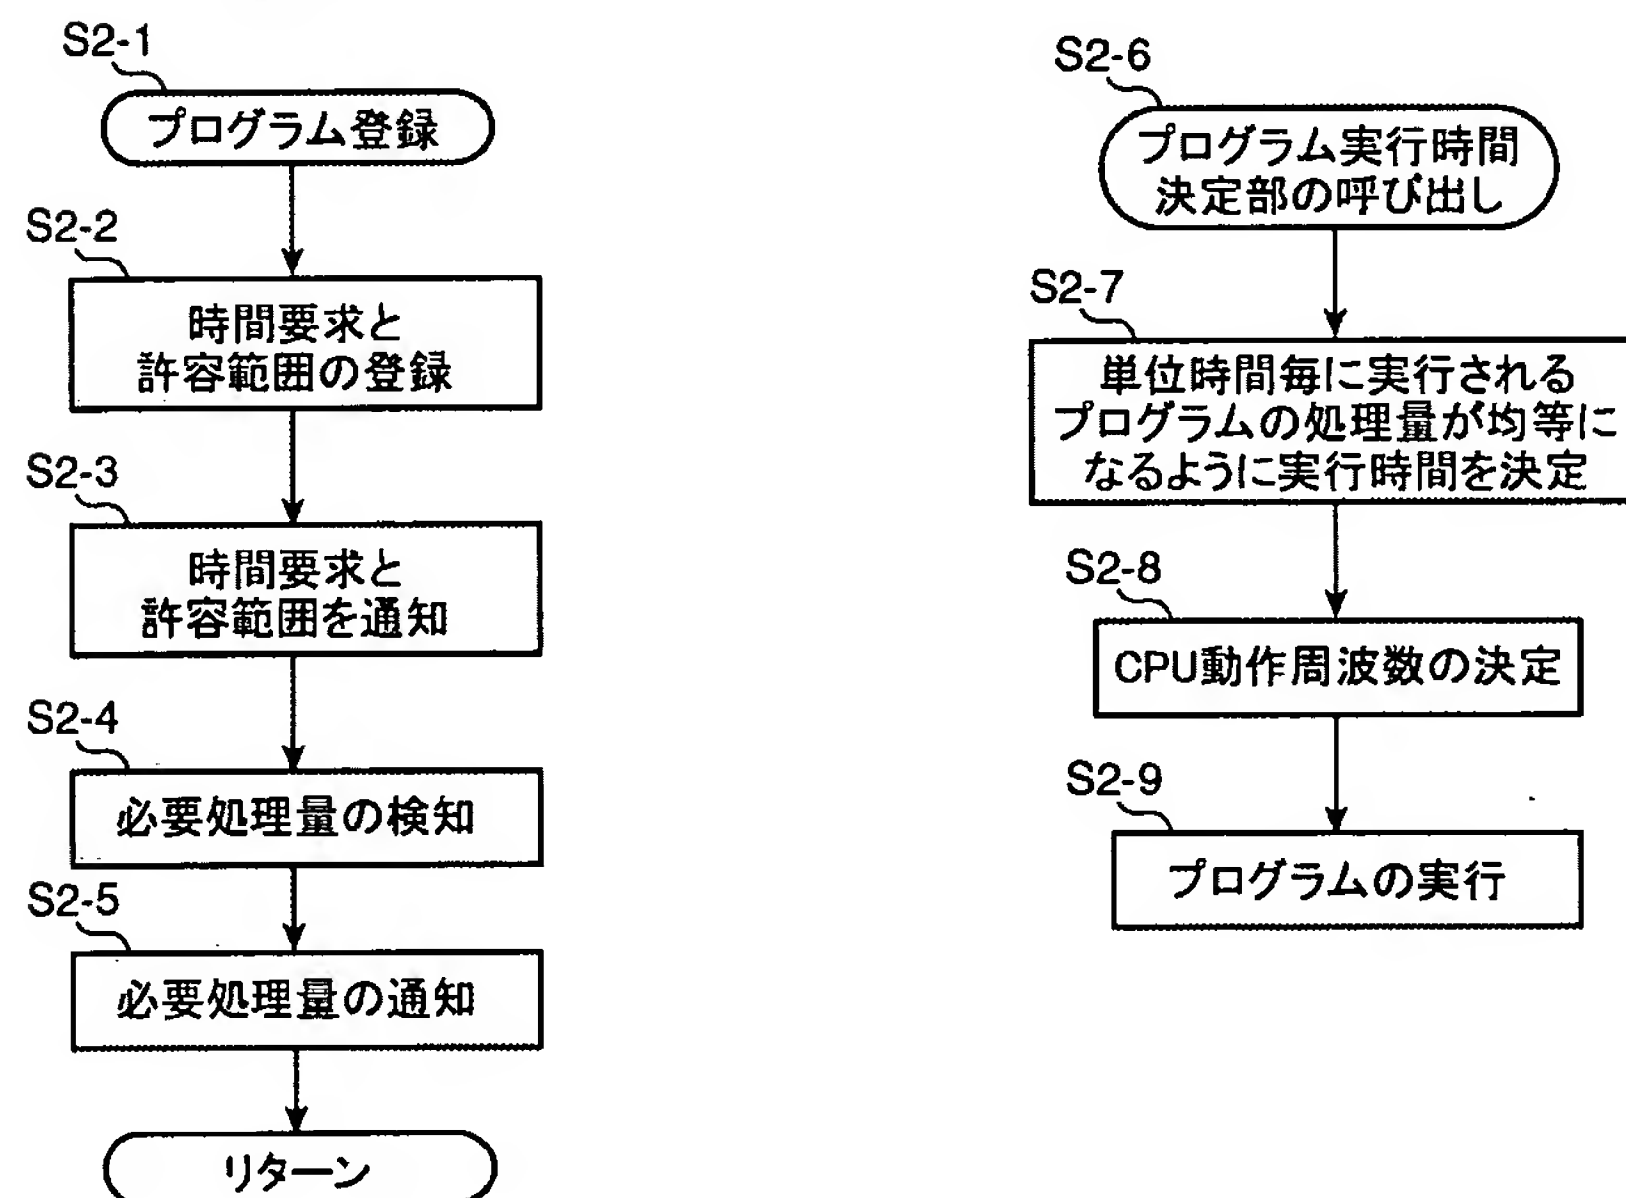 S2-1
プログラム登録
S2-2
時間要求と
許容範囲の登録
S2-3
時間要求と
許容範囲を通知
S2-4
必要処理量の検知
S2-5
必要処理量の通知
リターン
S2-6
プログラム実行時間
決定部の呼び出し
S2-7
単位時間毎に実行される
プログラムの処理量が均等に
なるように実行時間を決定
S2-8
CPU動作周波数の決定
S2-9
プログラムの実行